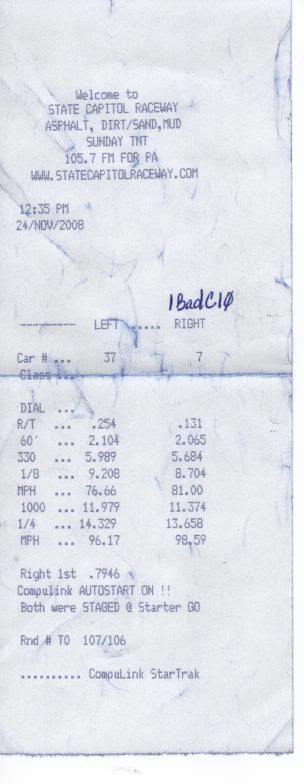 Welcome to
STATE CAPITOL RACEWAY
ASPHALT, DIRT/SAND,MUD
SUNDAY TNT
105.7 FM FOR PA
WWW.STATECAPITOLRACEWAY.COM
12:35 PM
24/NOV/2008
1BadC10
---------- LEFT ..... RIGHT
Car # ... 37 7
Class ...
DIAL ...
R/T ... .254 .131
60' ... 2.104 2.065
330 ... 5.989 5.684
1/8 ... 9.208 8.704
MPH ... 76.66 81.00
1000 ... 11.979 11.374
1/4 ... 14.329 13.658
MPH ... 96.17 98.59
Right 1st .7946
Compulink AUTOSTART ON !!
Both were STAGED @ Starter GO
Rnd # T0 107/106
.......... CompuLink StarTrak